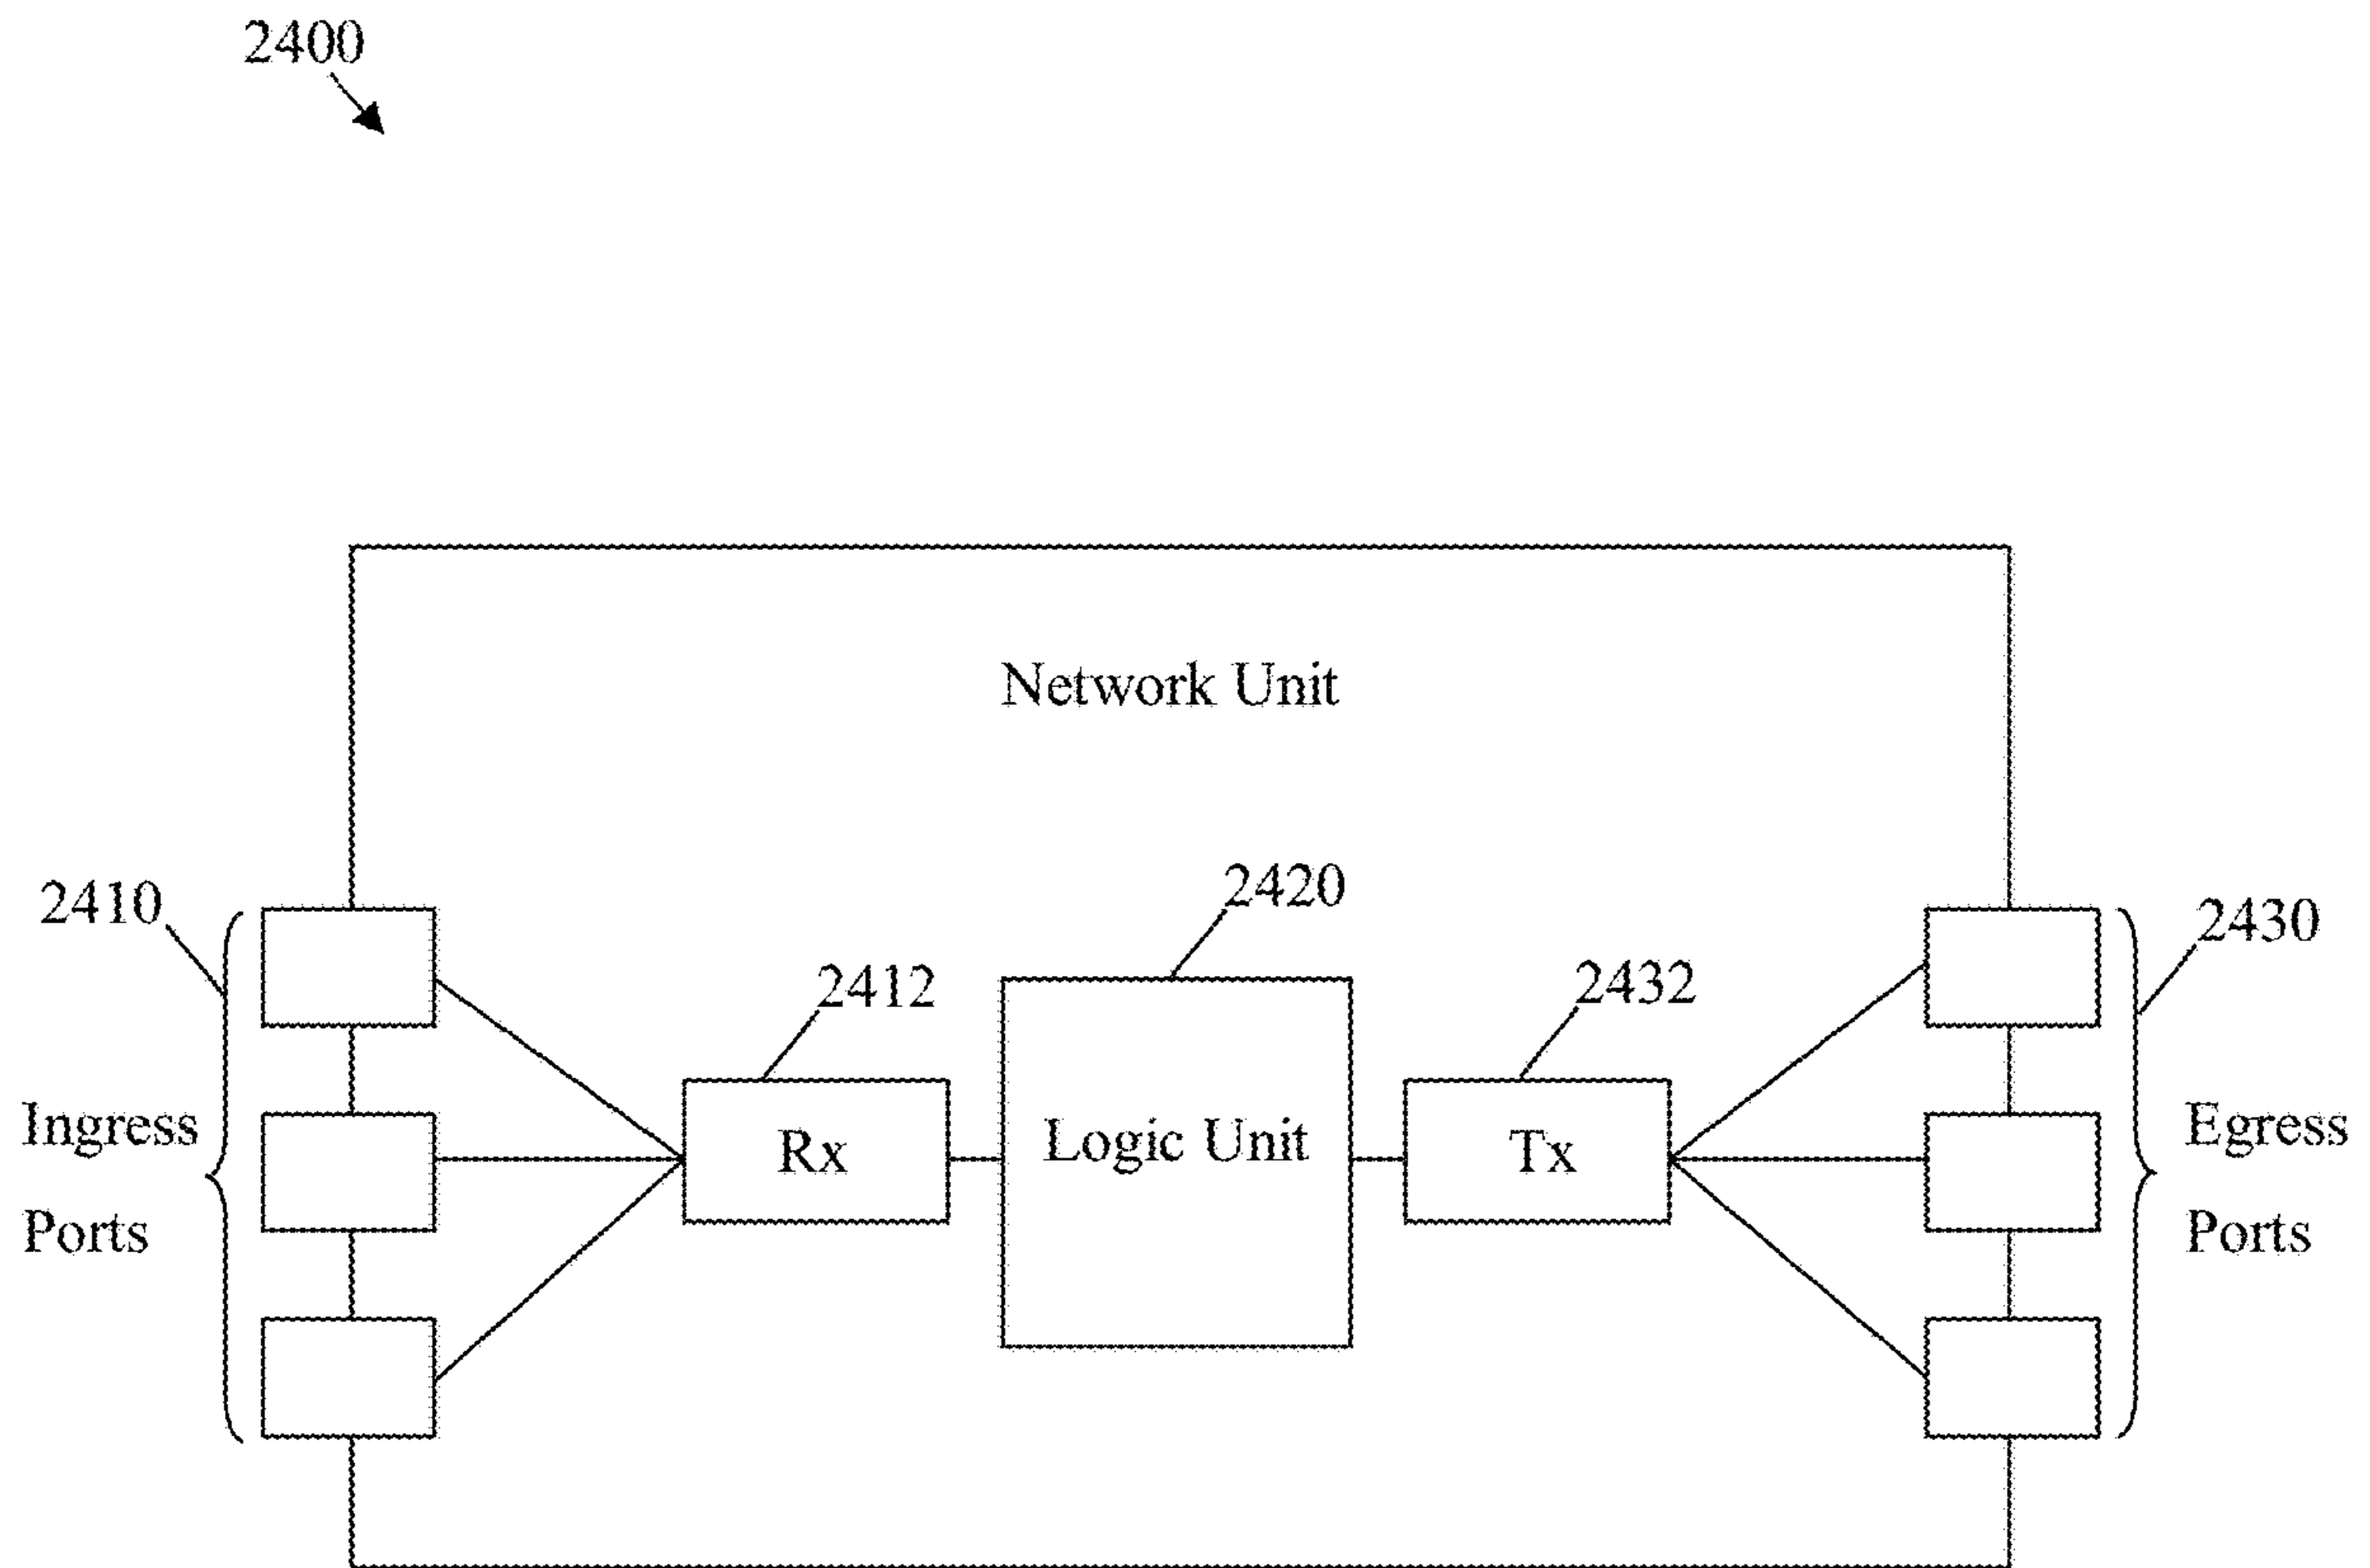 2400
Network Unit
2410
2420
2430
2412
2432
Ingress
Ports
Rx
Logic Unit
Tx
Egress
Ports